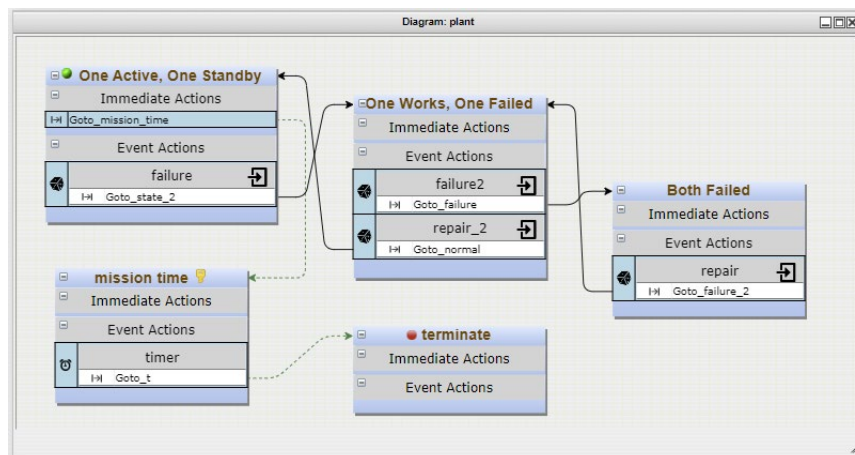 Diagram: plant
One Active, One Standby
Immediate Actions
Goto_mission_time
Event Actions
failure
Goto_state_2
One Works, One Failed
Immediate Actions
Event Actions
failure2
Goto_failure
repair_2
Goto_normal
Both Failed
Immediate Actions
Event Actions
repair
Goto_failure_2
mission time
Immediate Actions
Event Actions
timer
Goto_t
terminate
Immediate Actions
Event Actions